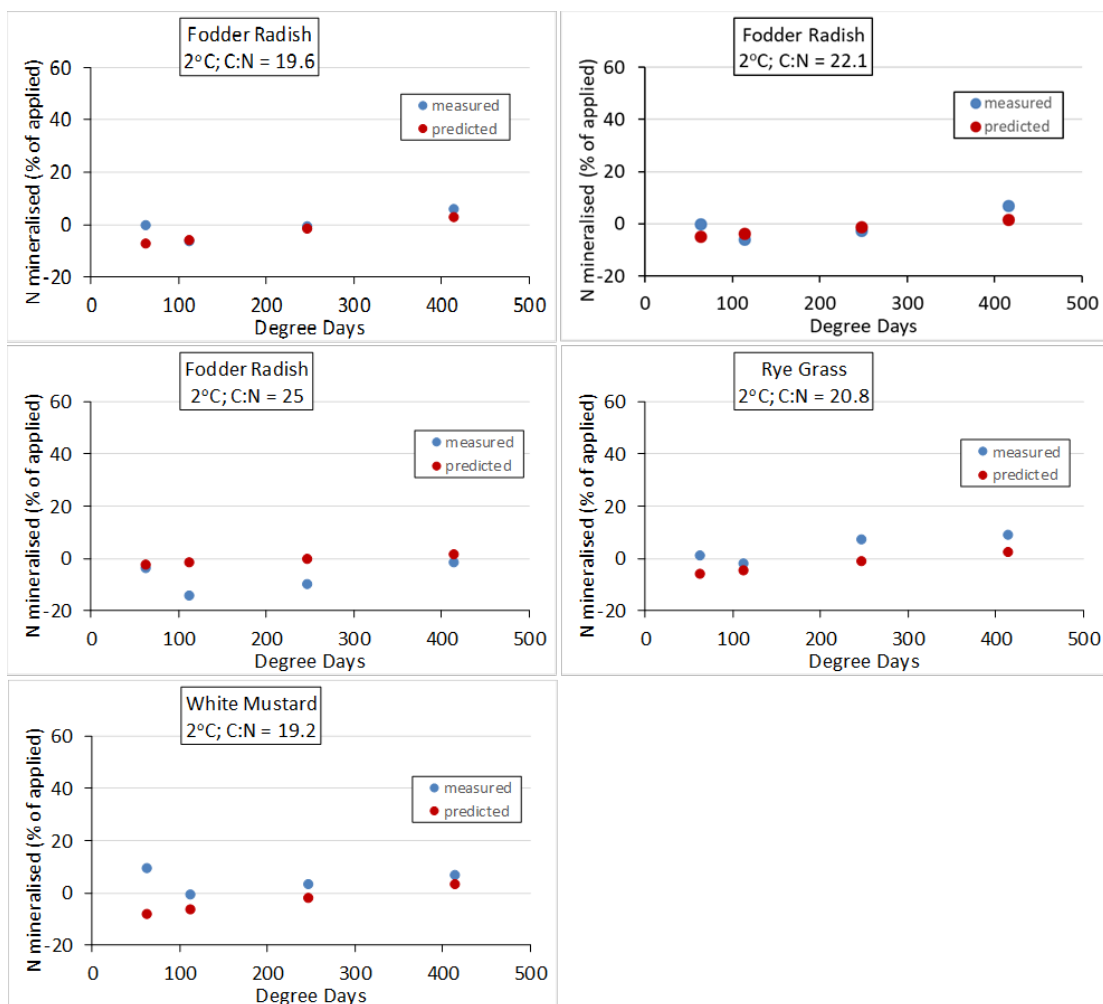 Fodder Radish
2°C; C:N = 19.6
N mineralised (% of applied)
60
40
20
0
-20
measured
predicted
0 100 200 300 400 500
Degree Days
Fodder Radish
2°C; C:N = 22.1
N mineralised (% of applied)
60
40
20
0
-20
measured
predicted
0 100 200 300 400 500
Degree Days
Fodder Radish
2°C; C:N = 25
N mineralised (% of applied)
60
40
20
0
-20
measured
predicted
0 100 200 300 400 500
Degree Days
Rye Grass
2°C; C:N = 20.8
N mineralised (% of applied)
60
40
20
0
-20
measured
predicted
0 100 200 300 400 500
Degree Days
White Mustard
2°C; C:N = 19.2
N mineralised (% of applied)
60
40
20
0
-20
measured
predicted
0 100 200 300 400 500
Degree Days